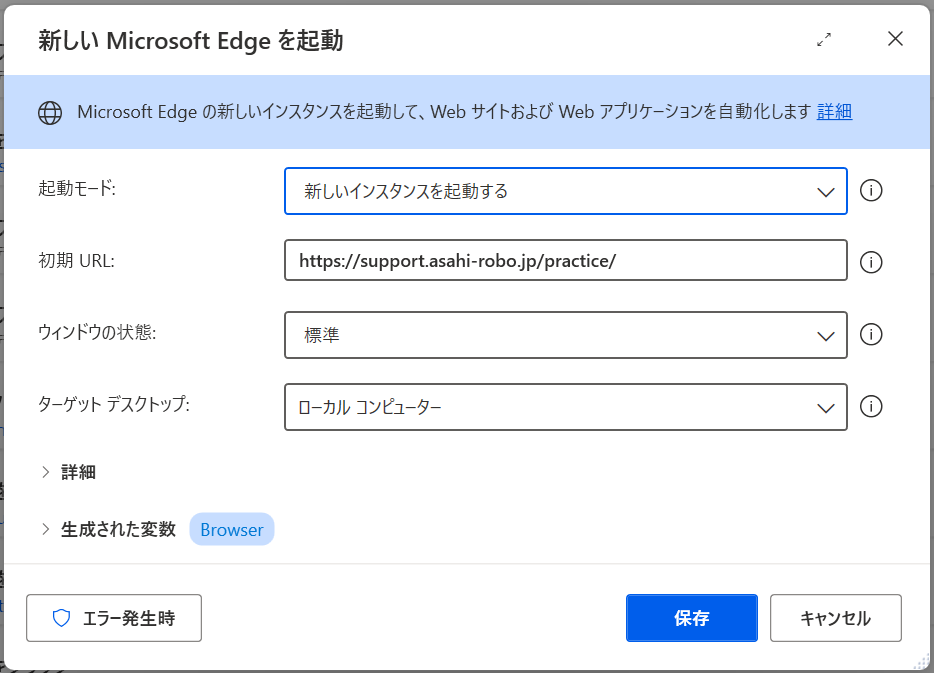 新しい Microsoft Edge を起動
Microsoft Edge の新しいインスタンスを起動して、Web サイトおよび Web アプリケーションを自動化します 詳細
起動モード:
新しいインスタンスを起動する
初期 URL:
https://support.asahi-robo.jp/practice/
ウィンドウの状態:
標準
ターゲット デスクトップ:
ローカル コンピューター
詳細
生成された変数 Browser
エラー発生時
保存
キャンセル